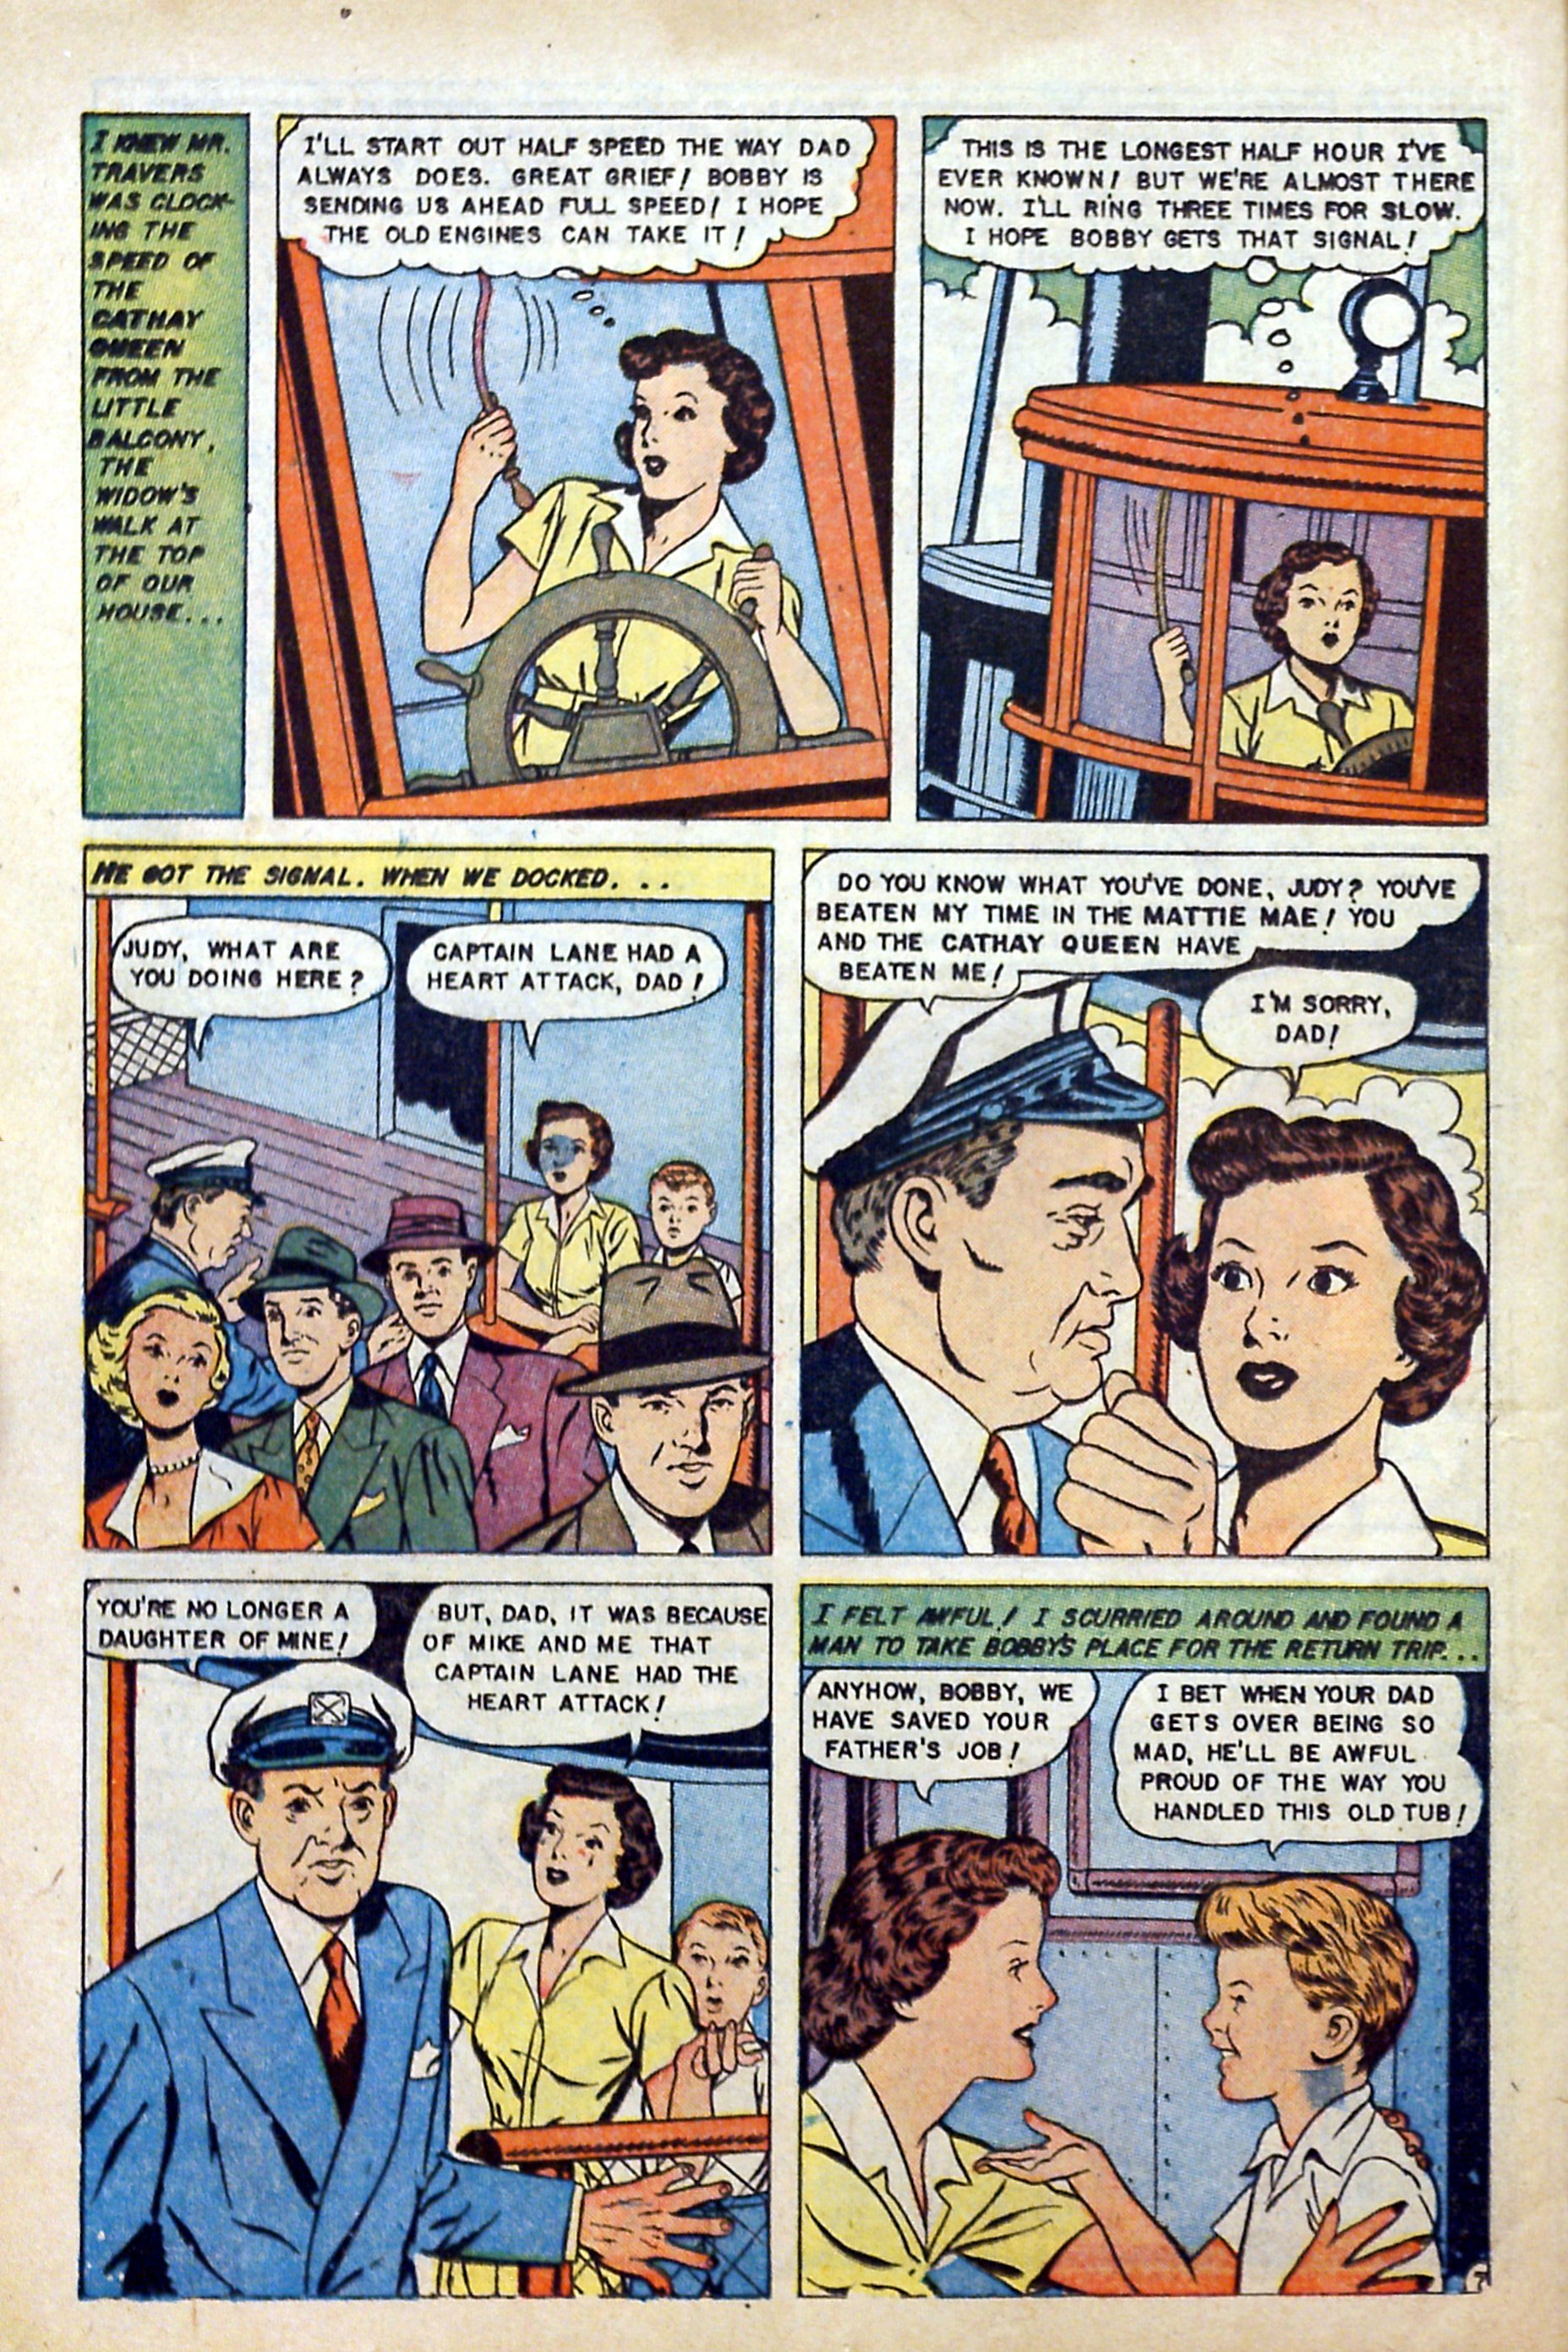 I KNEW MR.
TRAVERS
WAS CLOCK-
ING THE
SPEED OF
THE
CATHAY
QUEEN
FROM THE
LITTLE
BALCONY,
THE
WIDOW'S
WALK AT
THE TOP
OF OUR
HOUSE...
I'LL START OUT HALF SPEED THE WAY DAD
ALWAYS DOES. GREAT GRIEF! BOBBY IS
SENDING US AHEAD FULL SPEED! I HOPE
THE OLD ENGINES CAN TAKE IT!
THIS IS THE LONGEST HALF HOUR I'VE
EVER KNOWN! BUT WE'RE ALMOST THERE
NOW. I'LL RING THREE TIMES FOR SLOW.
I HOPE BOBBY GETS THAT SIGNAL!
HE GOT THE SIGNAL. WHEN WE DOCKED. . .
JUDY, WHAT ARE
YOU DOING HERE?
CAPTAIN LANE HAD A
HEART ATTACK, DAD!
DO YOU KNOW WHAT YOU'VE DONE, JUDY? YOU'VE
BEATEN MY TIME IN THE MATTIE MAE! YOU
AND THE CATHAY QUEEN HAVE
BEATEN ME!
I'M SORRY,
DAD!
YOU'RE NO LONGER A
DAUGHTER OF MINE!
BUT, DAD, IT WAS BECAUSE
OF MIKE AND ME THAT
CAPTAIN LANE HAD THE
HEART ATTACK!
I FELT AWFUL! I SCURRIED AROUND AND FOUND A
MAN TO TAKE BOBBY'S PLACE FOR THE RETURN TRIP...
ANYHOW, BOBBY, WE
HAVE SAVED YOUR
FATHER'S JOB!
I BET WHEN YOUR DAD
GETS OVER BEING SO
MAD, HE'LL BE AWFUL
PROUD OF THE WAY YOU
HANDLED THIS OLD TUB!
7